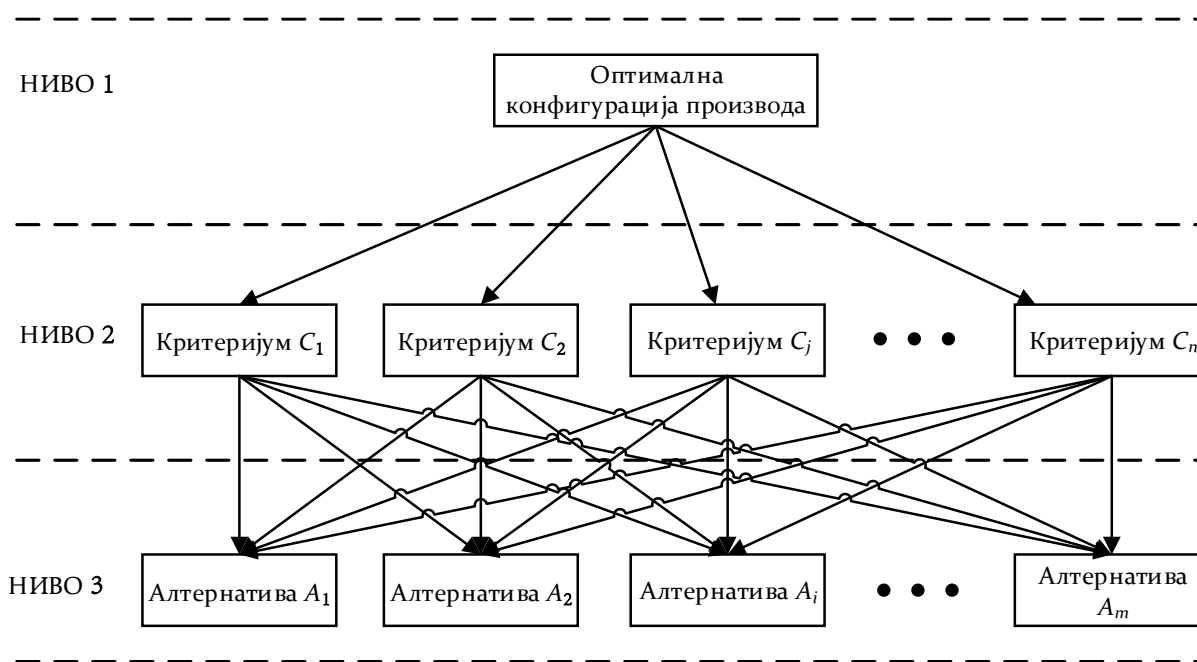 НИВО 1
Оптимална
конфигурација производа
НИВО 2
Критеријум C₁
Критеријум C₂
Критеријум Cⱼ
Критеријум Cₙ
НИВО 3
Алтернатива A₁
Алтернатива A₂
Алтернатива Aᵢ
Алтернатива
Aₘ